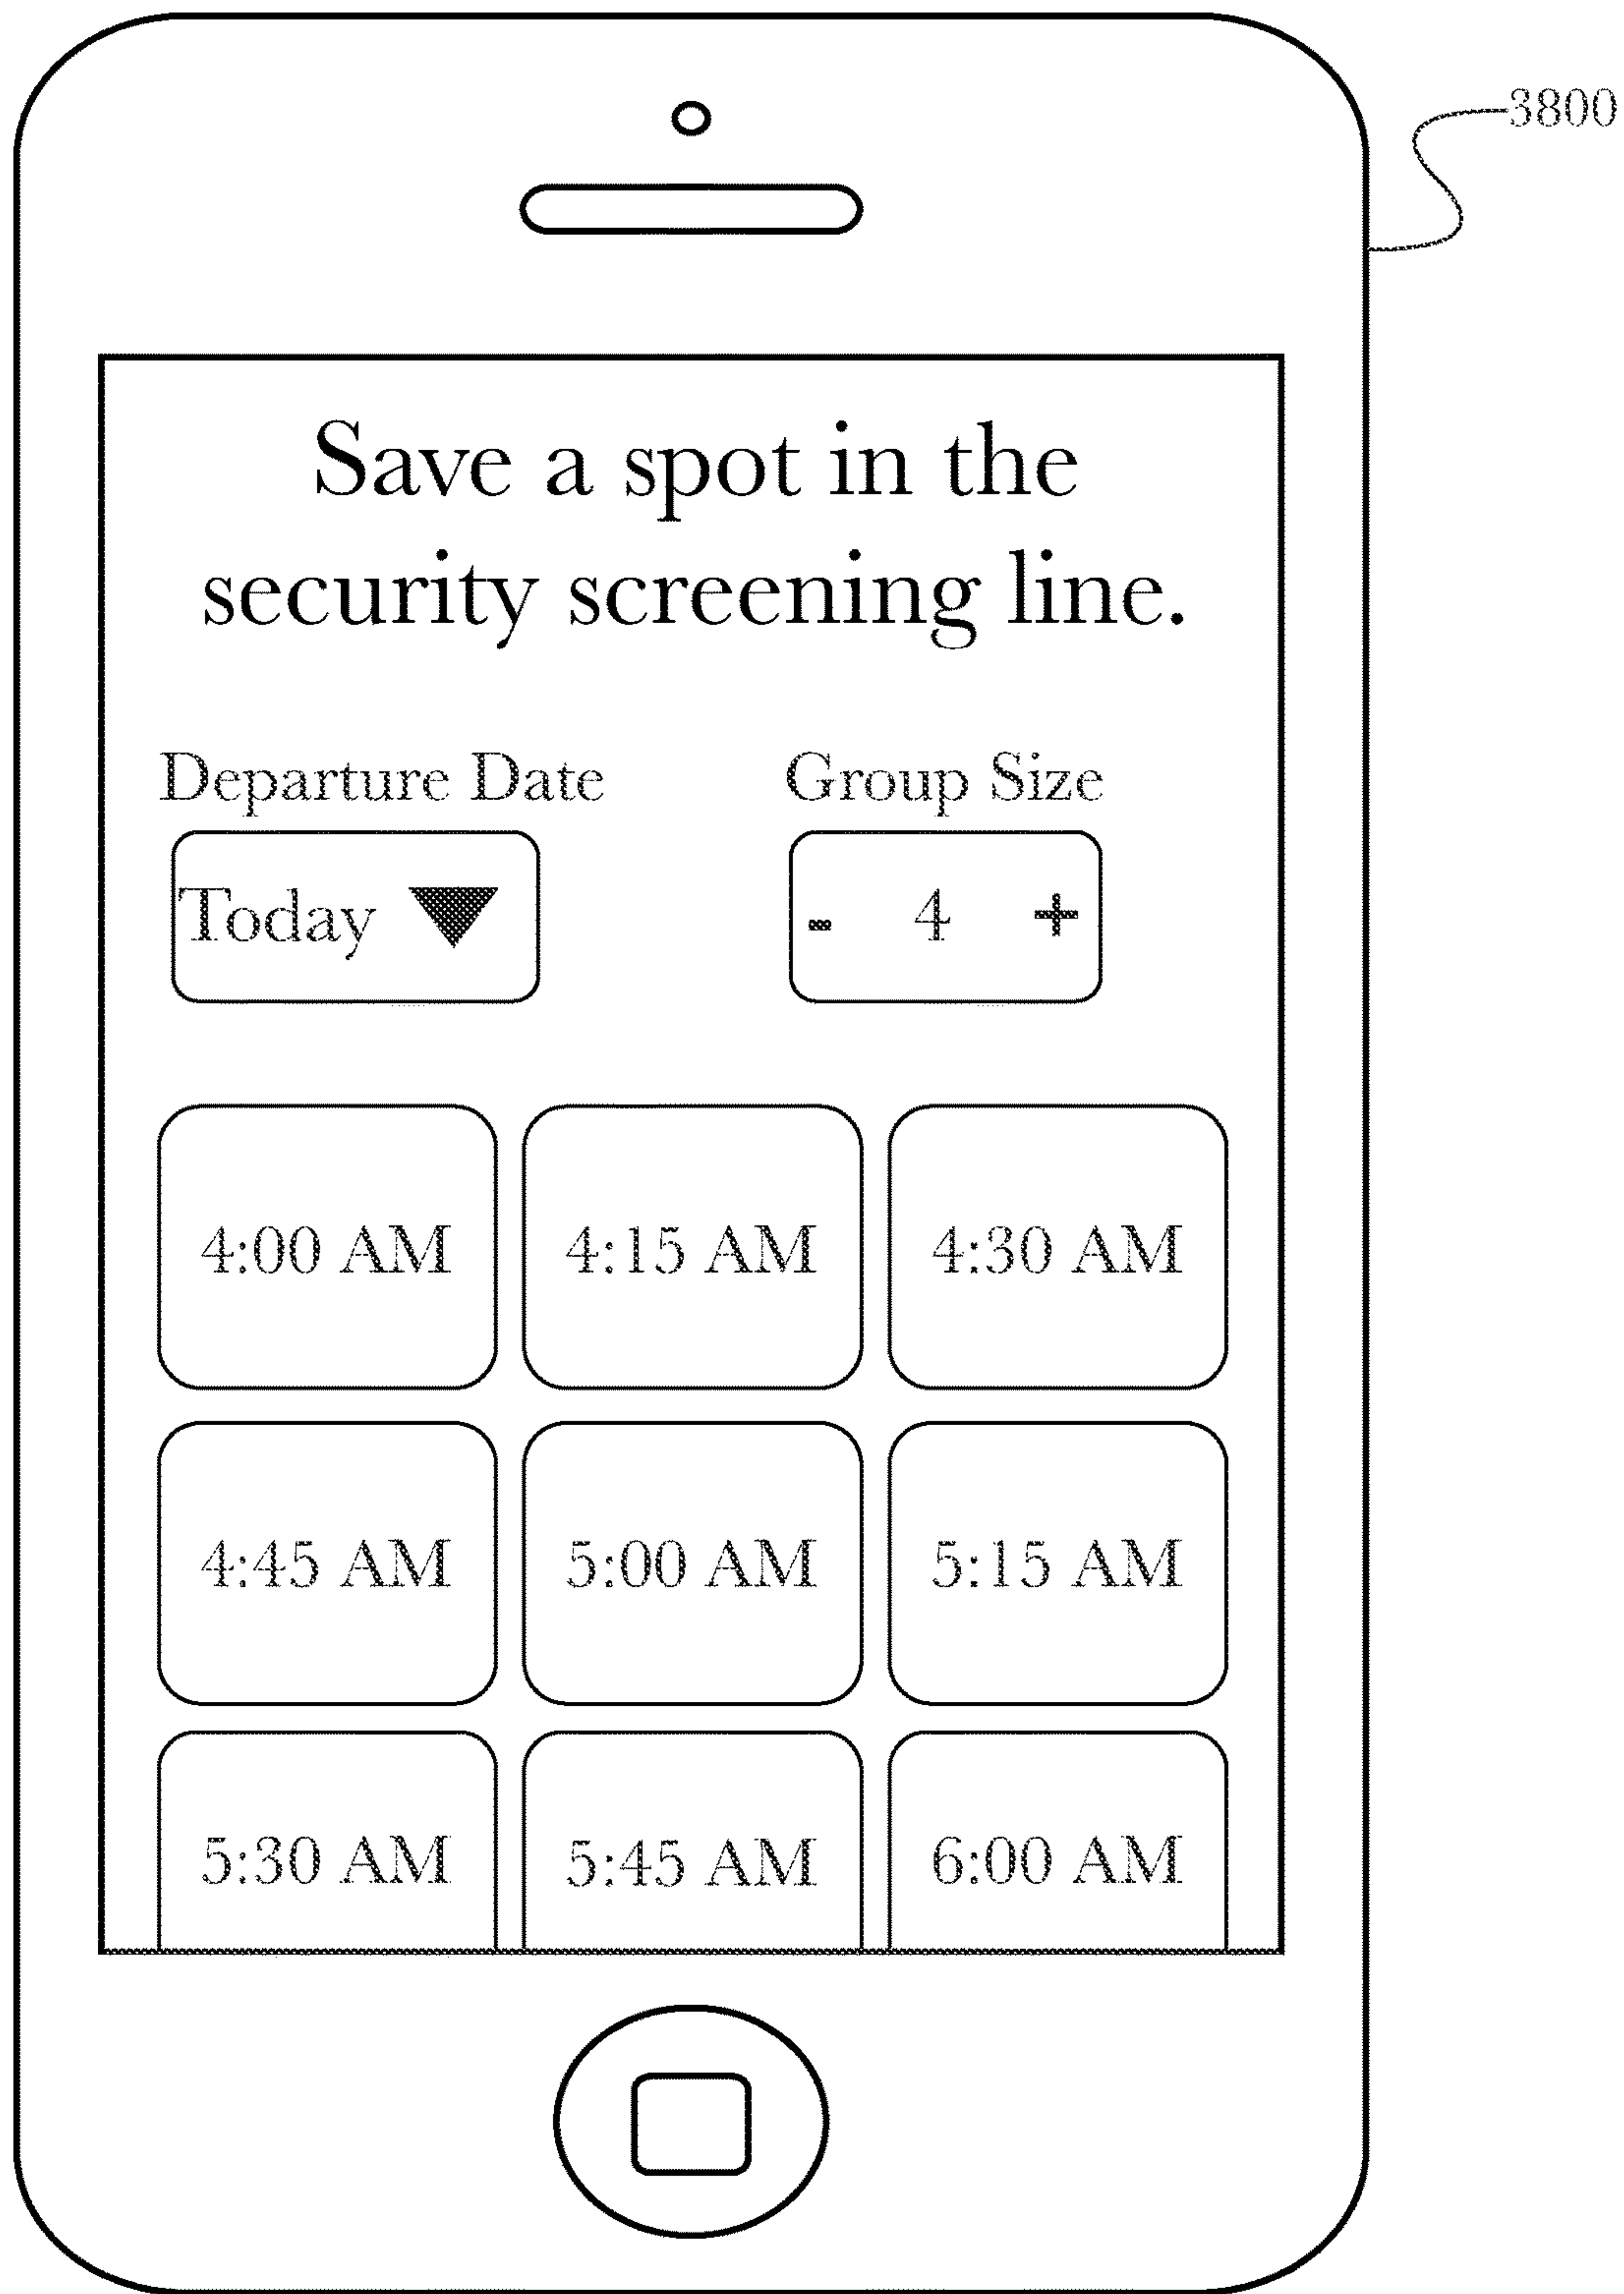 3800
Save a spot in the
security screening line.
Departure Date Group Size
Today - 4 +
4:00 AM 4:15 AM 4:30 AM
4:45 AM 5:00 AM 5:15 AM
5:30 AM 5:45 AM 6:00 AM